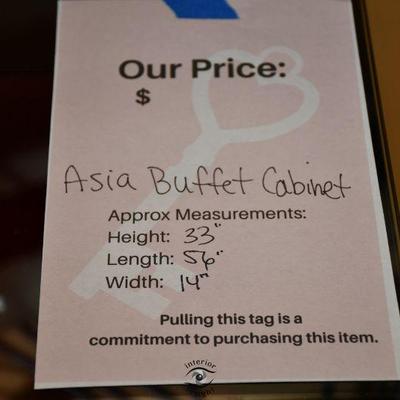 Our Price:
$
Asia Buffet Cabinet
Approx Measurements:
Height: 33"
Length: 56"
Width: 14"
Pulling this tag is a
commitment to purchasing this item.
interior